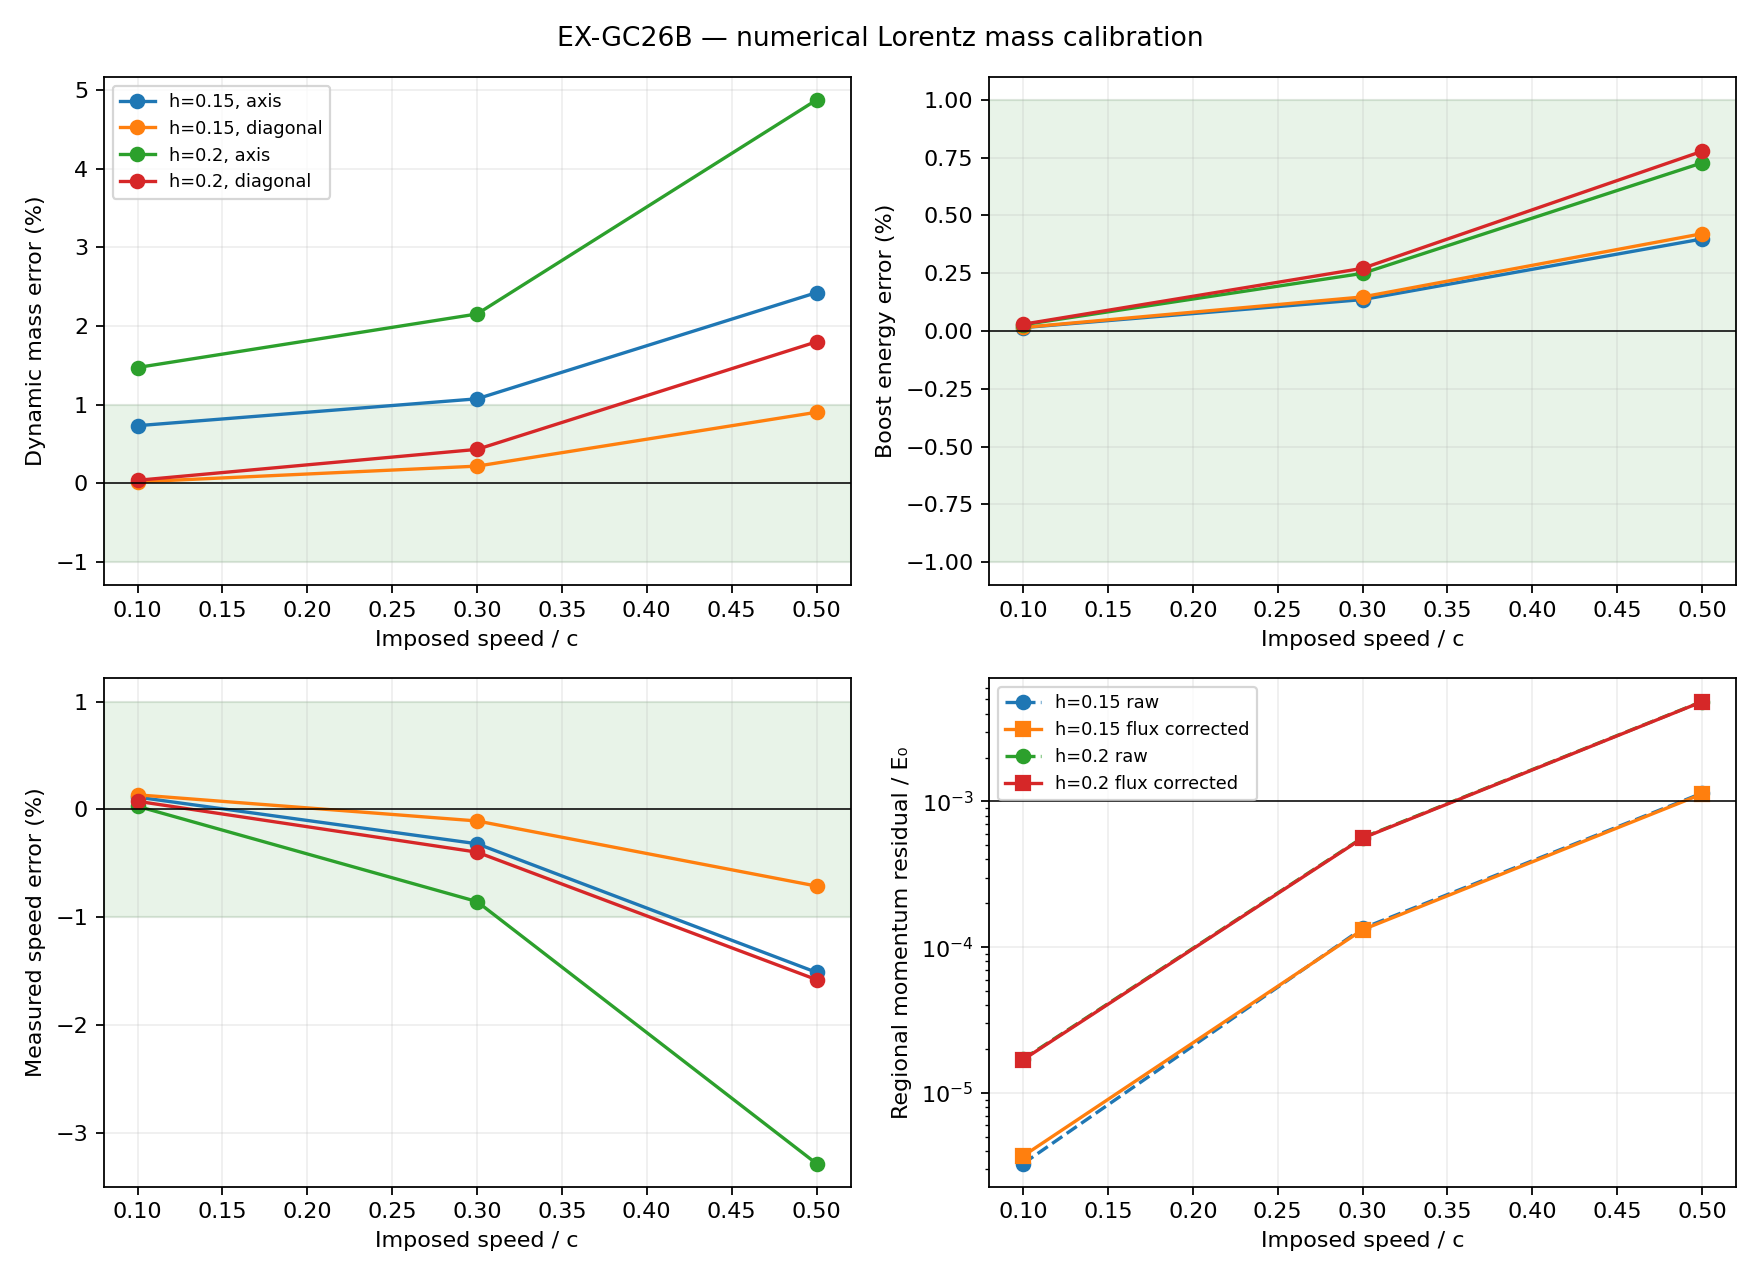 EX-GC26B — numerical Lorentz mass calibration
Dynamic mass error (%)
5
4
3
2
1
0
−1
h=0.15, axis
h=0.15, diagonal
h=0.2, axis
h=0.2, diagonal
0.10 0.15 0.20 0.25 0.30 0.35 0.40 0.45 0.50
Imposed speed / c
Boost energy error (%)
1.00
0.75
0.50
0.25
0.00
−0.25
−0.50
−0.75
−1.00
0.10 0.15 0.20 0.25 0.30 0.35 0.40 0.45 0.50
Imposed speed / c
Measured speed error (%)
1
0
−1
−2
−3
0.10 0.15 0.20 0.25 0.30 0.35 0.40 0.45 0.50
Imposed speed / c
Regional momentum residual / E₀
h=0.15 raw
h=0.15 flux corrected
h=0.2 raw
h=0.2 flux corrected
10⁻³
10⁻⁴
10⁻⁵
0.10 0.15 0.20 0.25 0.30 0.35 0.40 0.45 0.50
Imposed speed / c